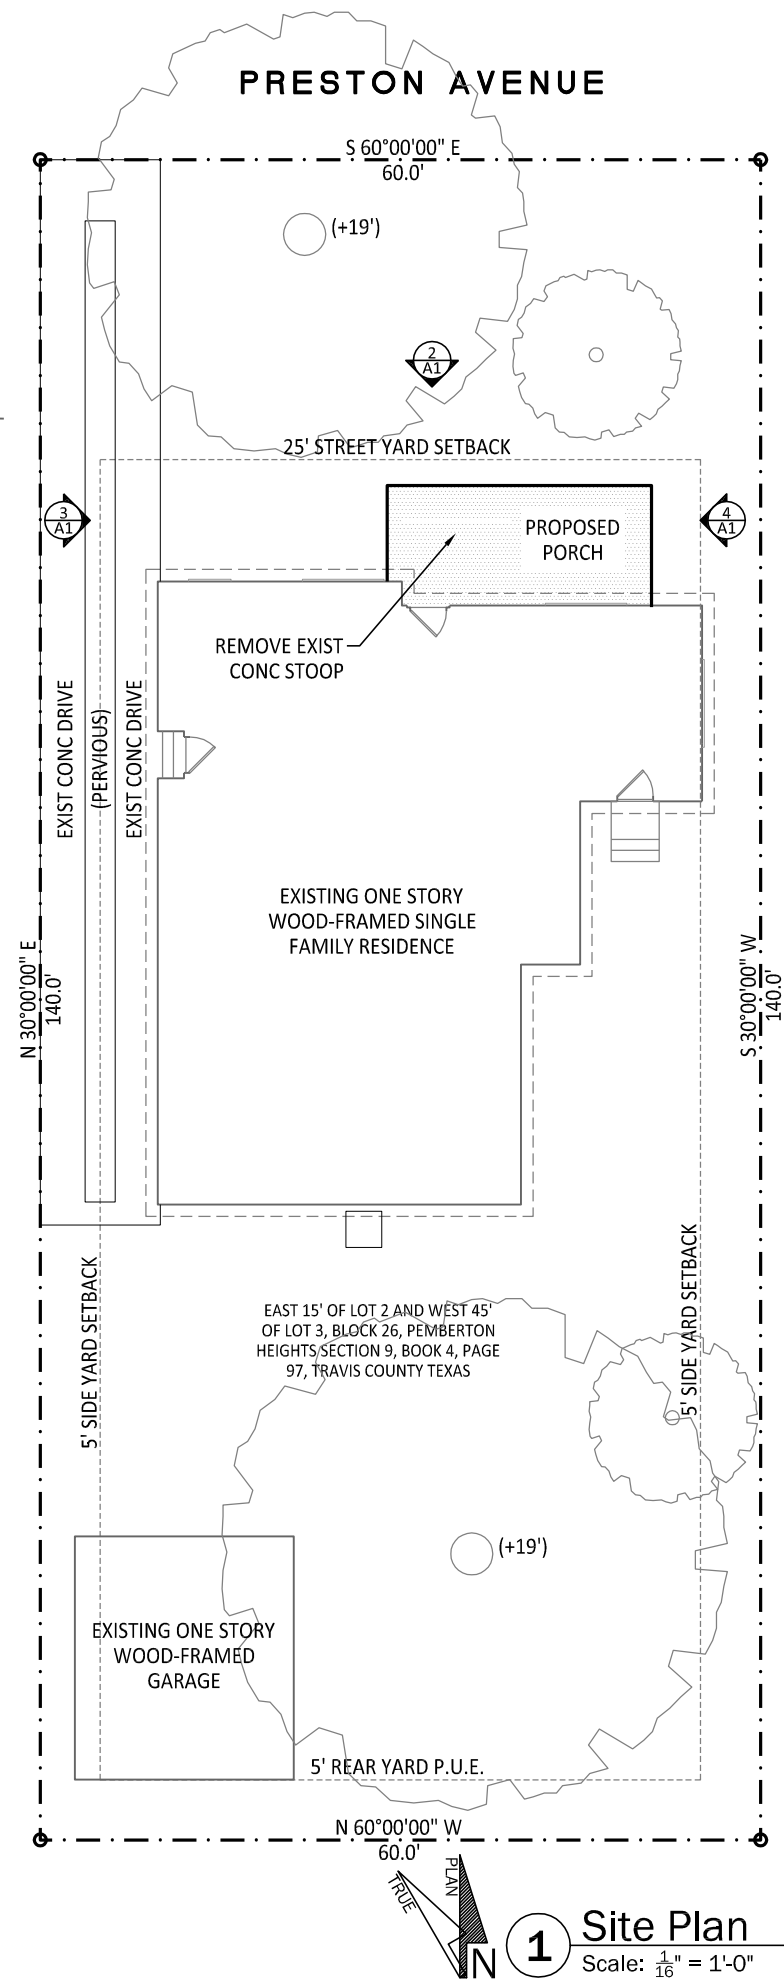 PRESTON AVENUE
S 60°00'00" E
60.0'
(+19')
2
A1
25' STREET YARD SETBACK
3
A1
4
A1
PROPOSED
PORCH
REMOVE EXIST
CONC STOOP
EXIST CONC DRIVE
(PERVIOUS)
EXIST CONC DRIVE
EXISTING ONE STORY
WOOD-FRAMED SINGLE
FAMILY RESIDENCE
N 30°00'00" E
140.0'
S 30°00'00" W
140.0'
5' SIDE YARD SETBACK
5' SIDE YARD SETBACK
EAST 15' OF LOT 2 AND WEST 45'
OF LOT 3, BLOCK 26, PEMBERTON
HEIGHTS SECTION 9, BOOK 4, PAGE
97, TRAVIS COUNTY TEXAS
(+19')
EXISTING ONE STORY
WOOD-FRAMED
GARAGE
5' REAR YARD P.U.E.
N 60°00'00" W
60.0'
TRUE
PLAN
N
1
Site Plan
Scale: 1/16" = 1'-0"